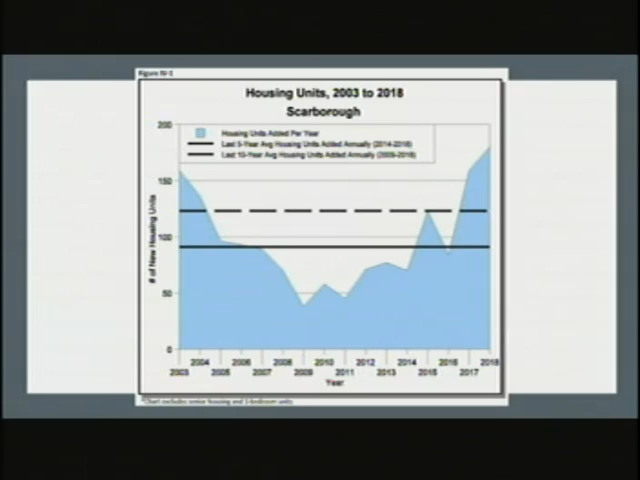 Figure IV-3
Housing Units, 2003 to 2018
Scarborough
200
Housing Units Added Per Year
Last 5-Year Avg Housing Units Added Annually (2014-2018)
Last 10-Year Avg Housing Units Added Annually (2009-2018)
150
100
50
0
# of New Housing Units
2004 2006 2008 2010 2012 2014 2016 2018
2003 2005 2007 2009 2011 2013 2015 2017
Year
*Chart excludes senior housing and 1-bedroom units